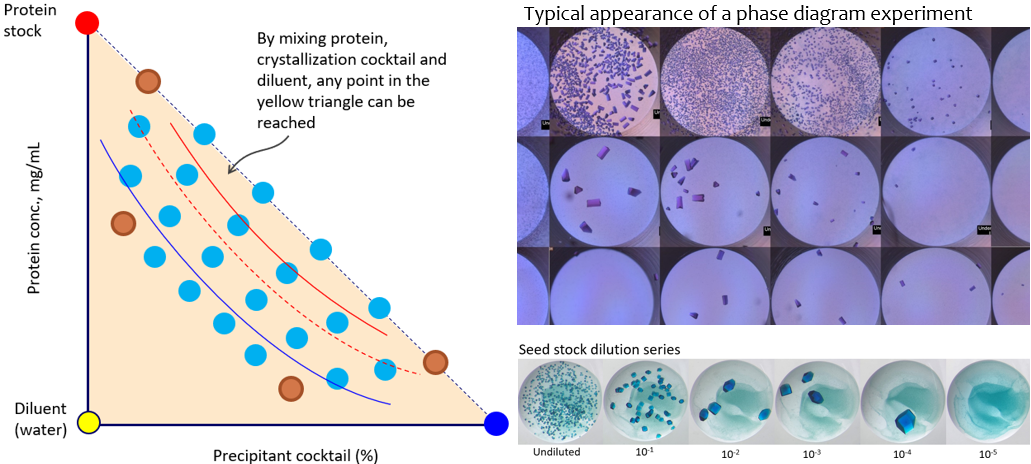 Protein
stock
By mixing protein,
crystallization cocktail and
diluent, any point in the
yellow triangle can be
reached
Protein conc., mg/mL
Diluent
(water)
Precipitant cocktail (%)
Typical appearance of a phase diagram experiment
Seed stock dilution series
Undiluted
10⁻¹
10⁻²
10⁻³
10⁻⁴
10⁻⁵